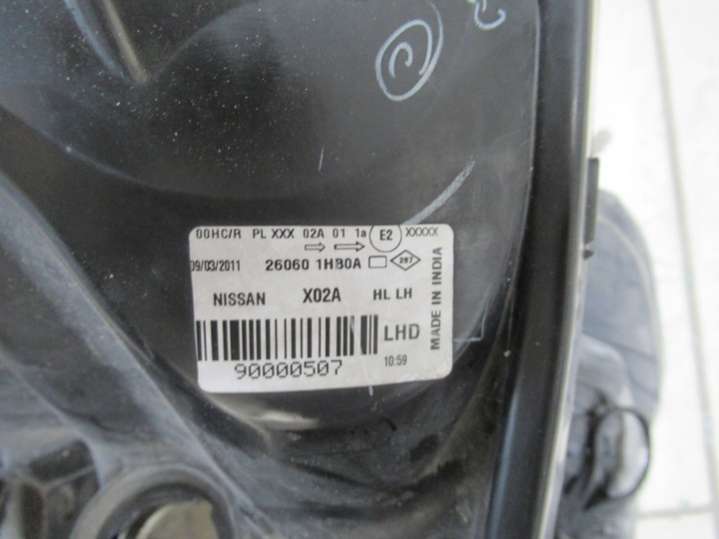 C
00HC/R PL XXX 02A 01 1a E2 XXXXX
09/03/2011 26060 1HB0A
NISSAN X02A HL LH
MADE IN INDIA
LHD
90000507 10:59